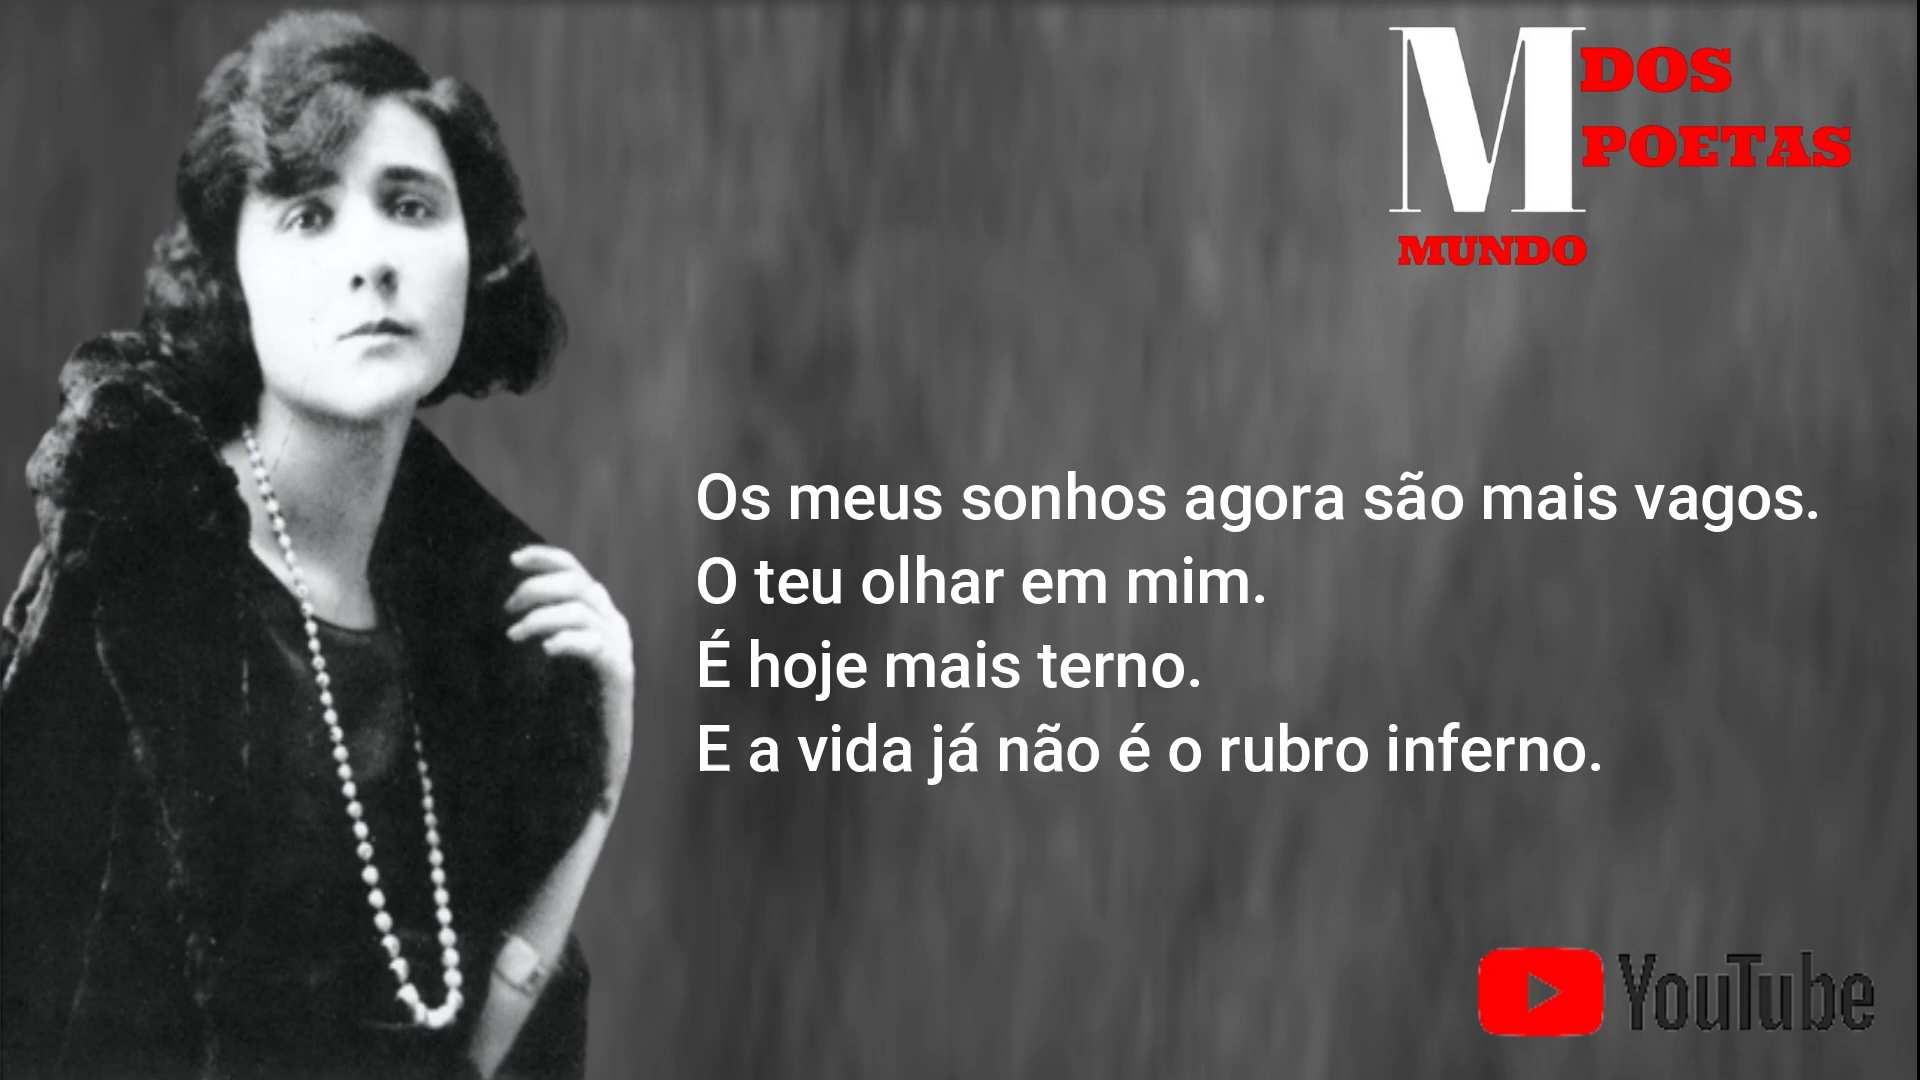 M DOS
POETAS
MUNDO
Os meus sonhos agora são mais vagos.
O teu olhar em mim.
É hoje mais terno.
E a vida já não é o rubro inferno.
YouTube